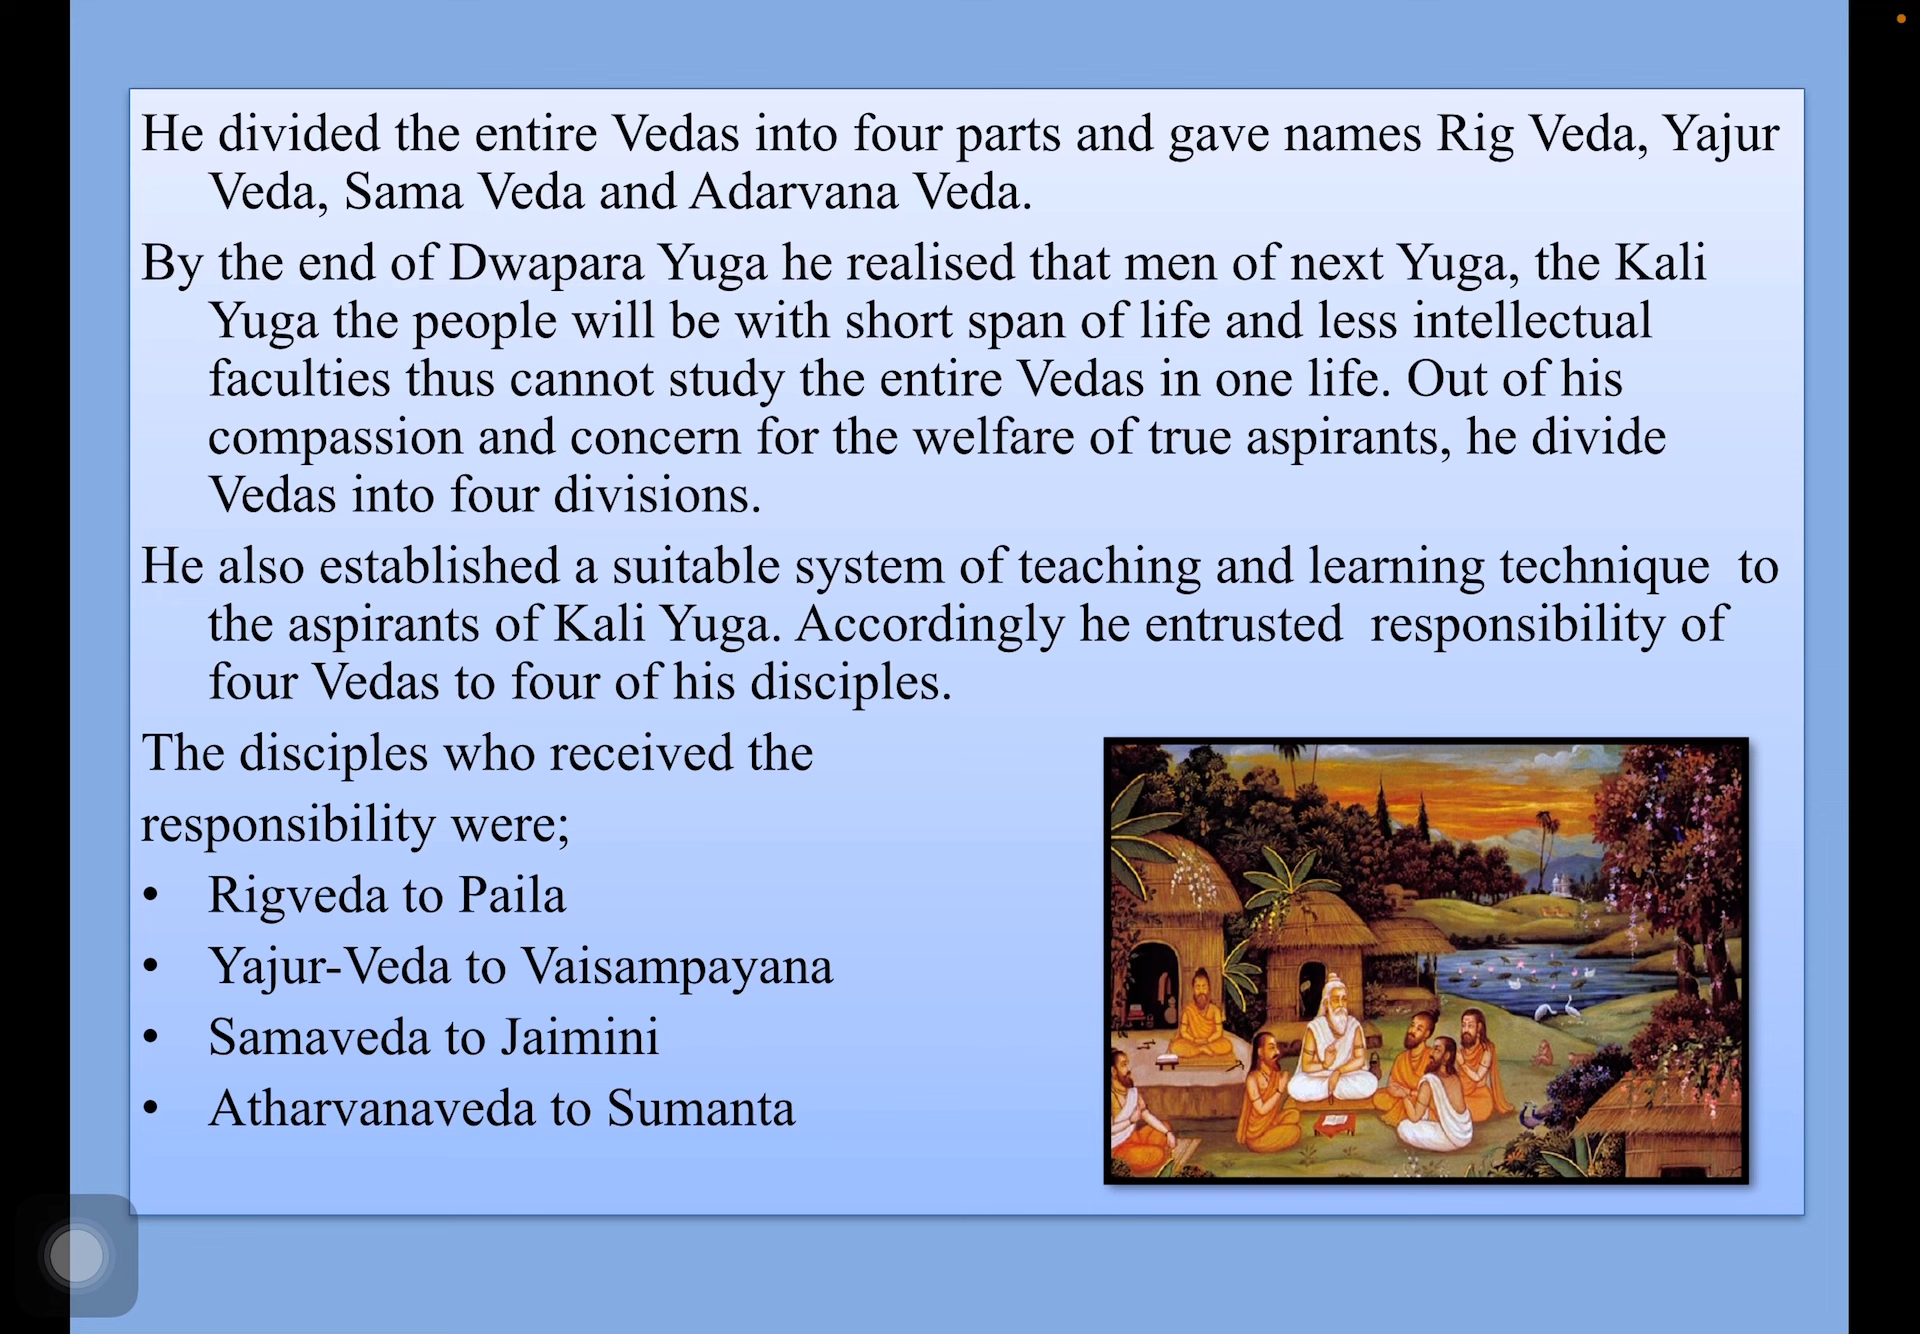 He divided the entire Vedas into four parts and gave names Rig Veda, Yajur
Veda, Sama Veda and Adarvana Veda.
By the end of Dwapara Yuga he realised that men of next Yuga, the Kali
Yuga the people will be with short span of life and less intellectual
faculties thus cannot study the entire Vedas in one life. Out of his
compassion and concern for the welfare of true aspirants, he divide
Vedas into four divisions.
He also established a suitable system of teaching and learning technique  to
the aspirants of Kali Yuga. Accordingly he entrusted  responsibility of
four Vedas to four of his disciples.
The disciples who received the
responsibility were;
• Rigveda to Paila
• Yajur-Veda to Vaisampayana
• Samaveda to Jaimini
• Atharvanaveda to Sumanta